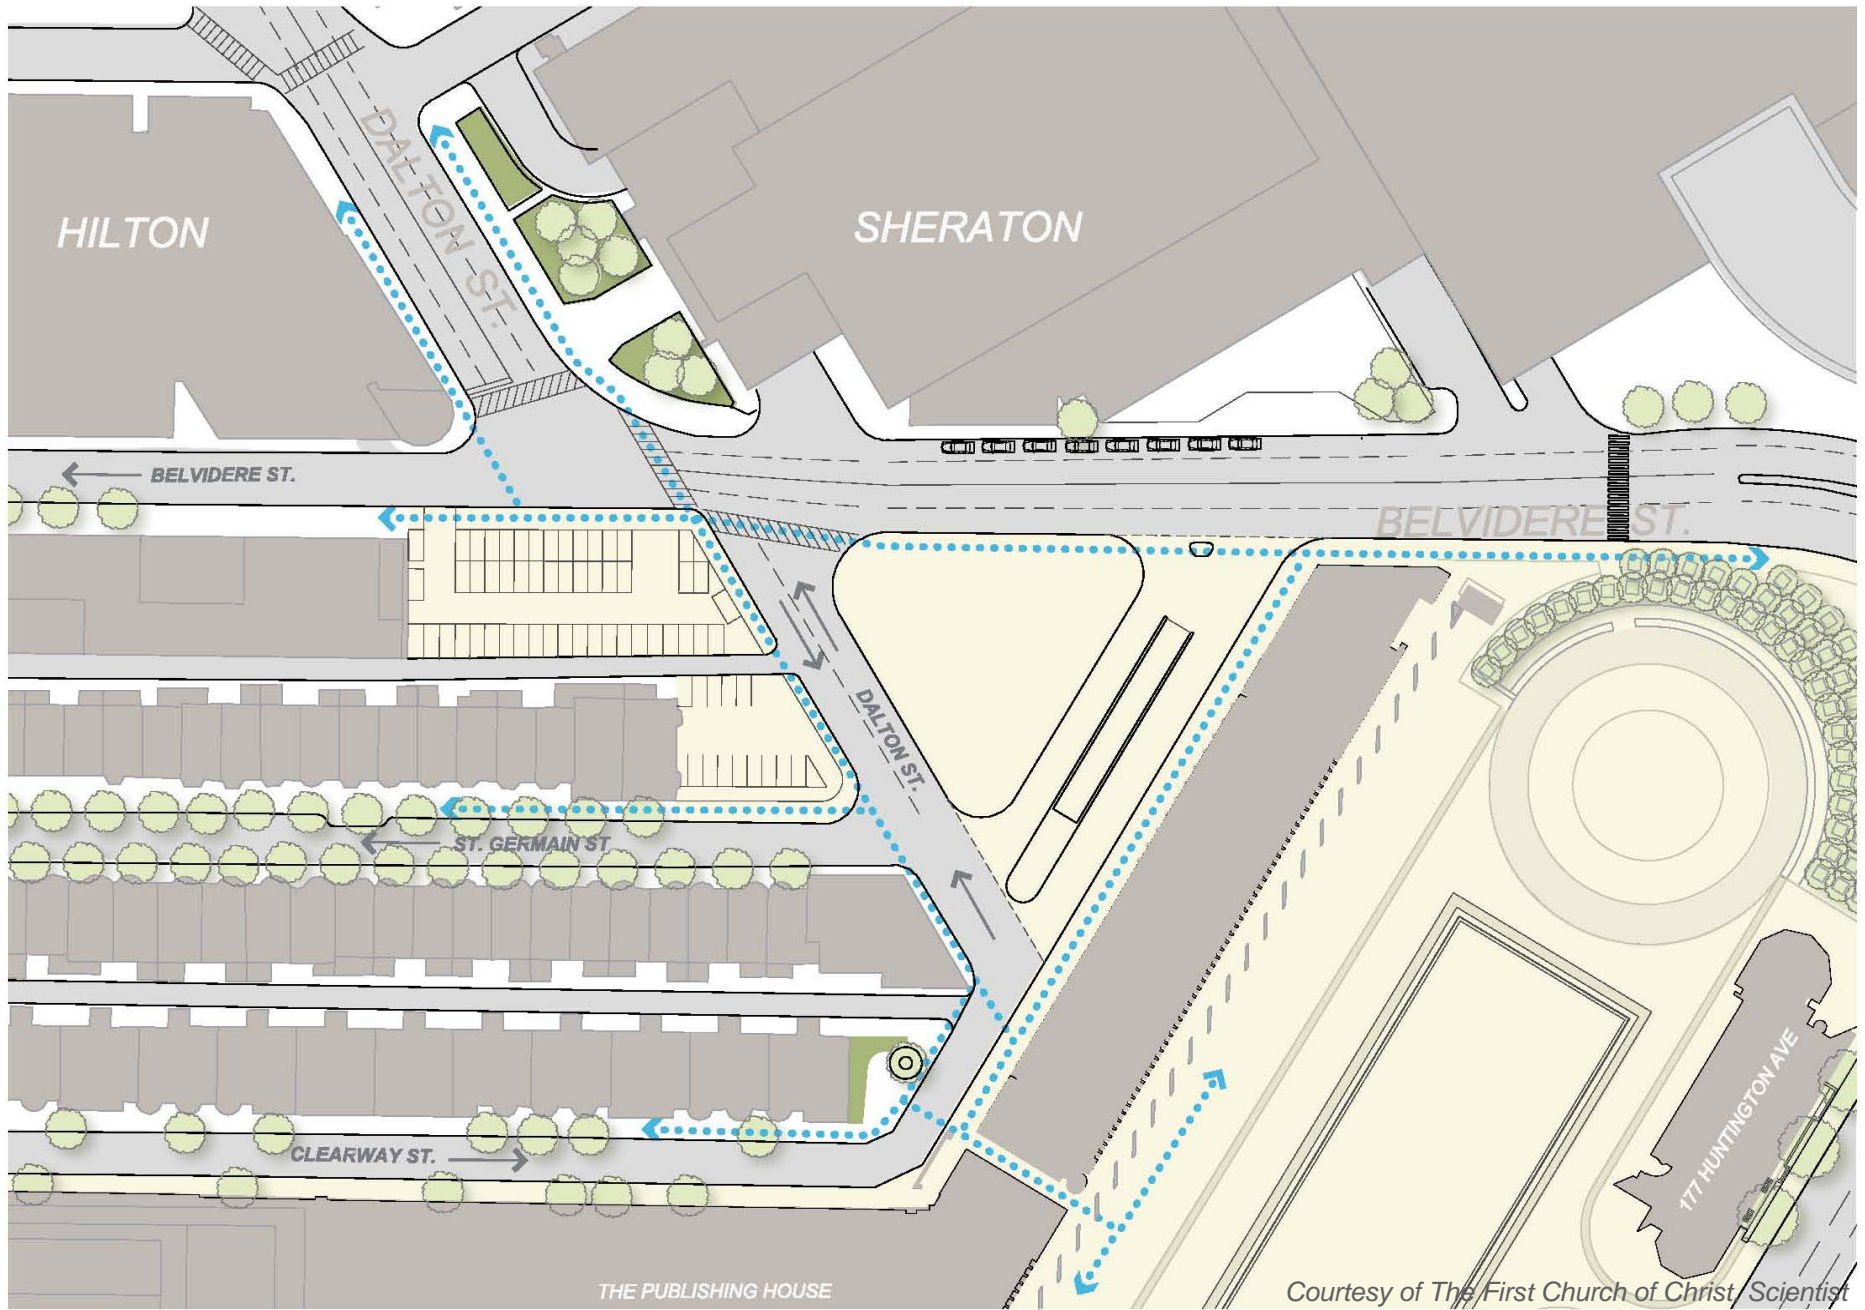 DALTON ST.
HILTON
SHERATON
BELVIDERE ST.
BELVIDERE ST.
DALTON ST.
ST. GERMAIN ST
CLEARWAY ST.
177 HUNTINGTON AVE
THE PUBLISHING HOUSE
Courtesy of The First Church of Christ, Scientist